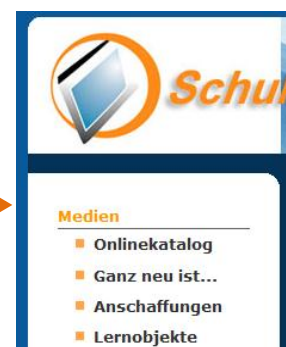 Schul
Medien
Onlinekatalog
Ganz neu ist...
Anschaffungen
Lernobjekte